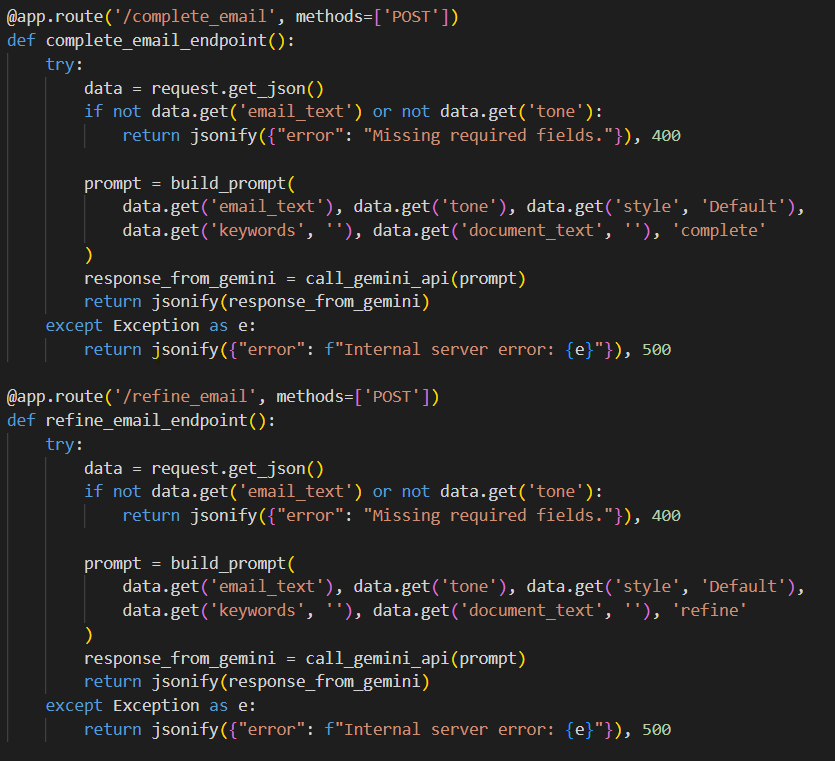 @app.route('/complete_email', methods=['POST'])
def complete_email_endpoint():
    try:
        data = request.get_json()
        if not data.get('email_text') or not data.get('tone'):
            return jsonify({"error": "Missing required fields."}), 400

        prompt = build_prompt(
            data.get('email_text'), data.get('tone'), data.get('style', 'Default'),
            data.get('keywords', ''), data.get('document_text', ''), 'complete'
        )
        response_from_gemini = call_gemini_api(prompt)
        return jsonify(response_from_gemini)
    except Exception as e:
        return jsonify({"error": f"Internal server error: {e}"}), 500

@app.route('/refine_email', methods=['POST'])
def refine_email_endpoint():
    try:
        data = request.get_json()
        if not data.get('email_text') or not data.get('tone'):
            return jsonify({"error": "Missing required fields."}), 400

        prompt = build_prompt(
            data.get('email_text'), data.get('tone'), data.get('style', 'Default'),
            data.get('keywords', ''), data.get('document_text', ''), 'refine'
        )
        response_from_gemini = call_gemini_api(prompt)
        return jsonify(response_from_gemini)
    except Exception as e:
        return jsonify({"error": f"Internal server error: {e}"}), 500